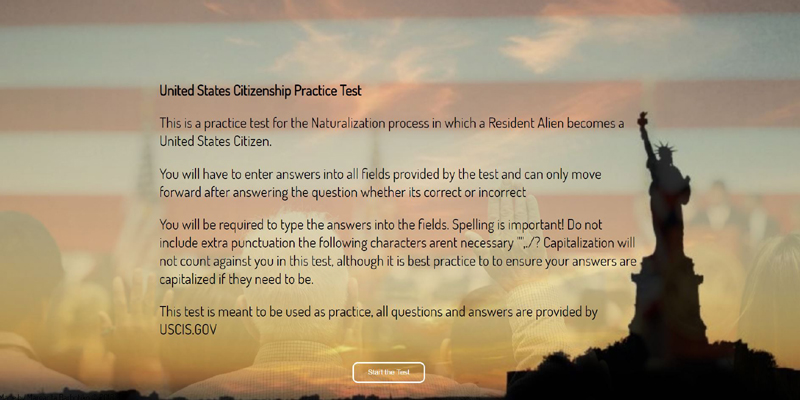 United States Citizenship Practice Test
This is a practice test for the Naturalization process in which a Resident Alien becomes a
United States Citizen.
You will have to enter answers into all fields provided by the test and can only move
forward after answering the question whether its correct or incorrect
You will be required to type the answers into the fields. Spelling is important! Do not
include extra punctuation the following characters arent necessary "",./? Capitalization will
not count against you in this test, although it is best practice to to ensure your answers are
capitalized if they need to be.
This test is meant to be used as practice, all questions and answers are provided by
USCIS.GOV
Start the Test